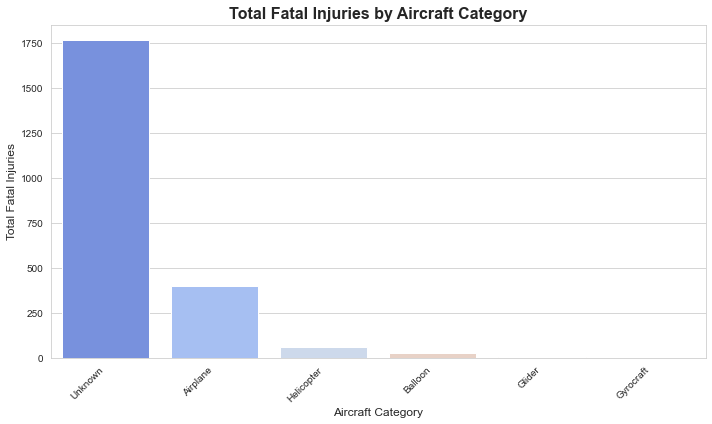 Total Fatal Injuries by Aircraft Category
Total Fatal Injuries
1750
1500
1250
1000
750
500
250
0
Unknown
Airplane
Helicopter
Balloon
Glider
Gyrocraft
Aircraft Category